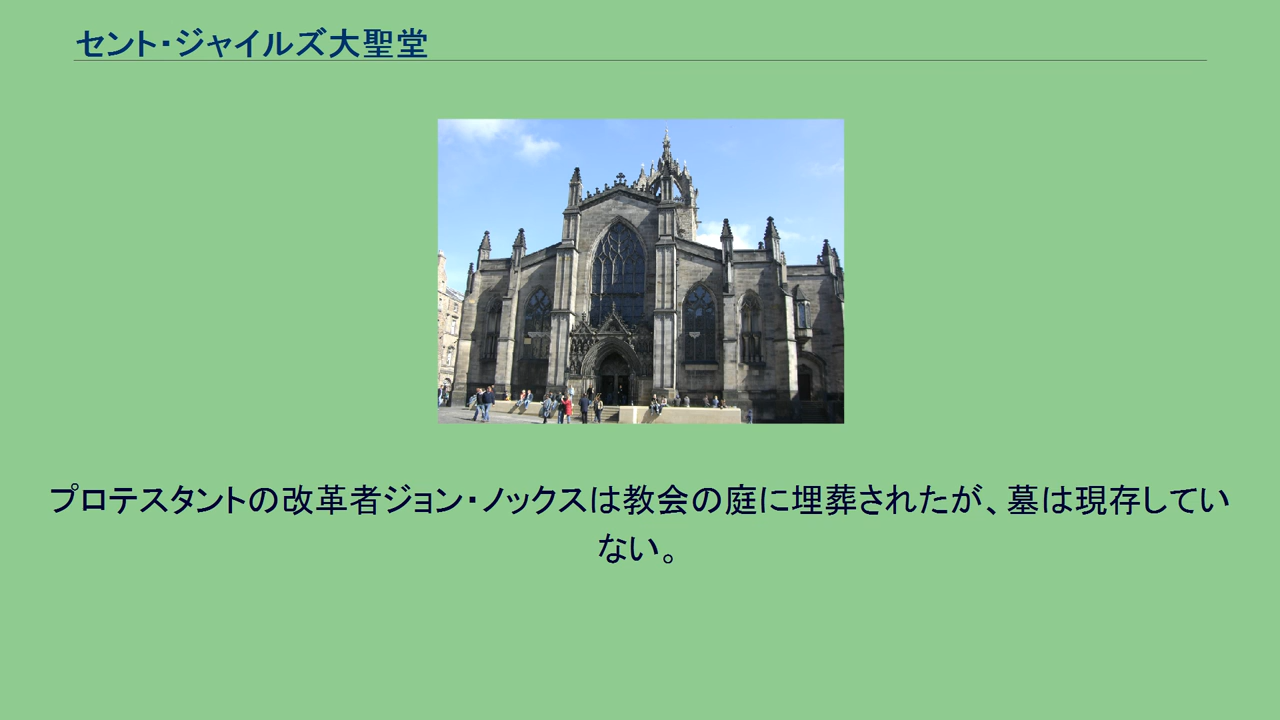 セント・ジャイルズ大聖堂
プロテスタントの改革者ジョン・ノックスは教会の庭に埋葬されたが、墓は現存してい
ない。